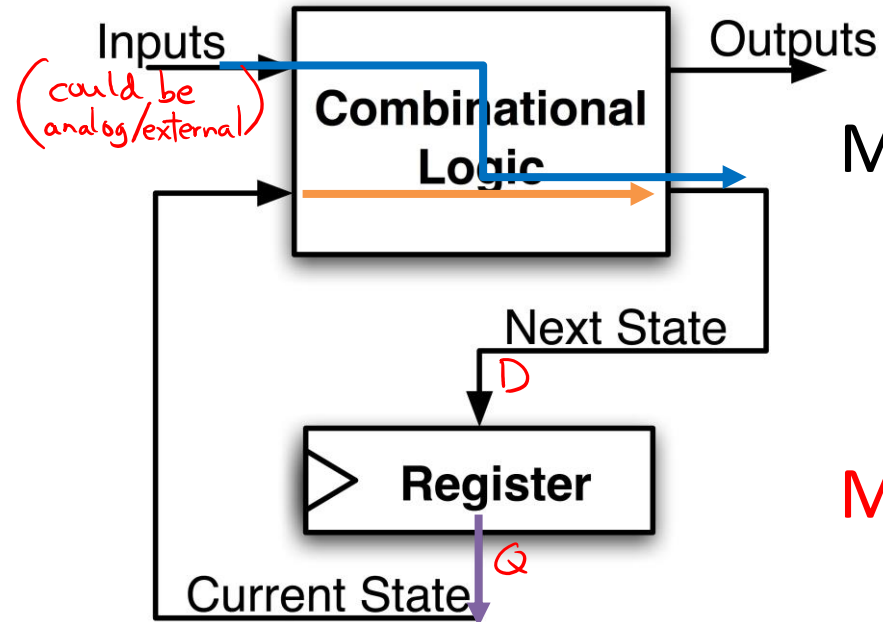 Inputs
(could be
analog/external)
Outputs
Combinational
Logic
M
Next State
D
Register
M
Q
Current State